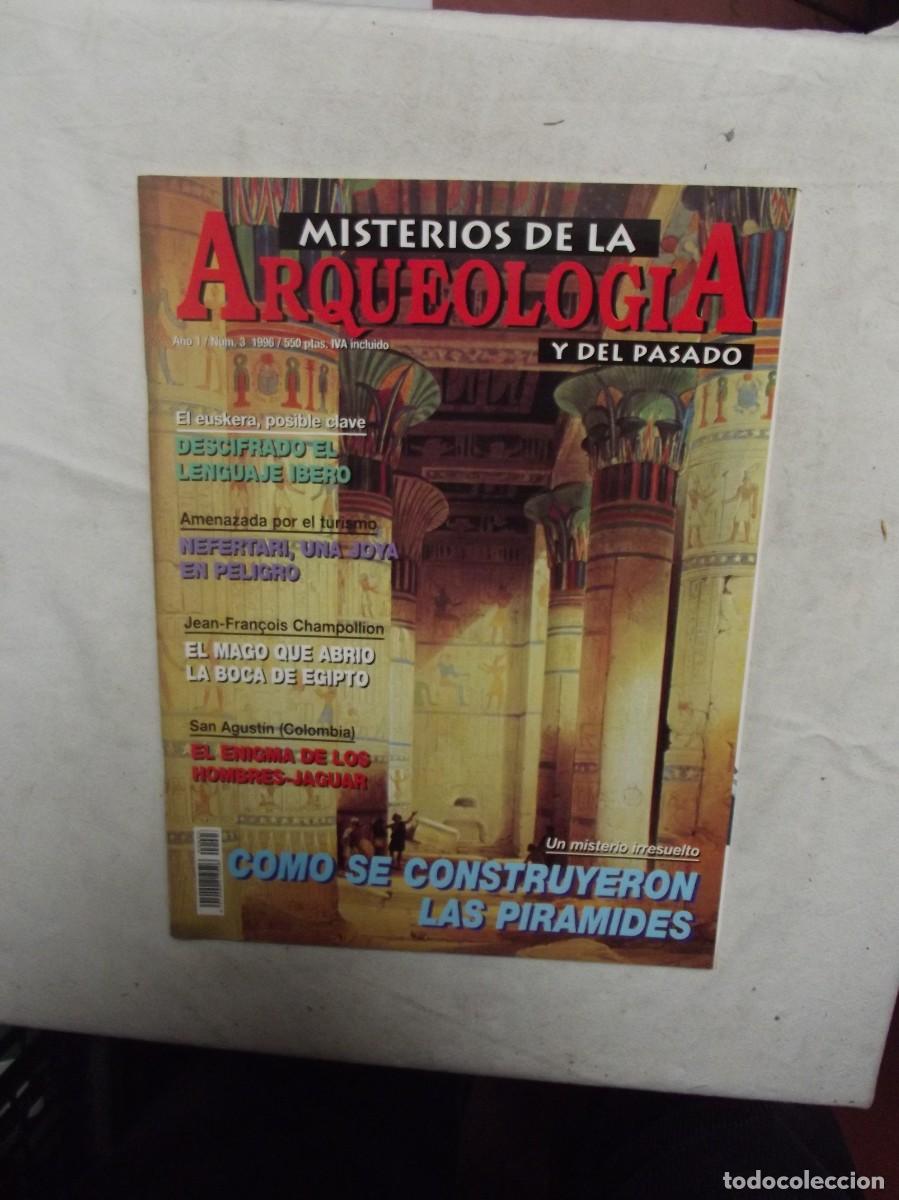 MISTERIOS DE LA
ARQUEOLOGIA
Y DEL PASADO
Año 1 / Núm. 3 1996 / 550 ptas. IVA incluido
El euskera, posible clave
DESCIFRADO EL
LENGUAJE IBERO
Amenazada por el turismo
NEFERTARI, UNA JOYA
EN PELIGRO
Jean-François Champollion
EL MAGO QUE ABRIO
LA BOCA DE EGIPTO
San Agustín (Colombia)
EL ENIGMA DE LOS
HOMBRES-JAGUAR
Un misterio irresuelto
COMO SE CONSTRUYERON
LAS PIRAMIDES
todocoleccion